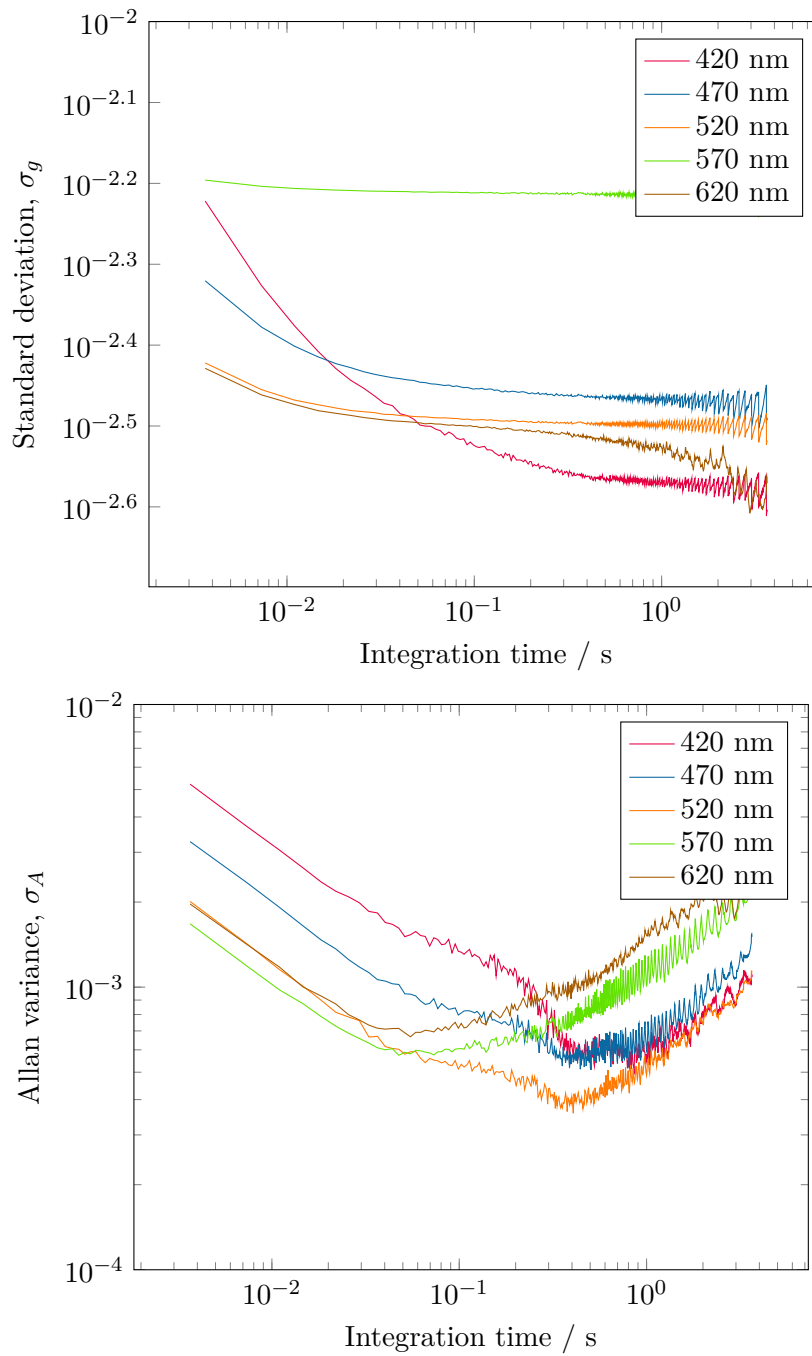 10^-2
10^-2.1
10^-2.2
10^-2.3
10^-2.4
10^-2.5
10^-2.6
Standard deviation, σ_g
420 nm
470 nm
520 nm
570 nm
620 nm
10^-2
10^-1
10^0
Integration time / s
10^-2
10^-3
10^-4
Allan variance, σ_A
420 nm
470 nm
520 nm
570 nm
620 nm
10^-2
10^-1
10^0
Integration time / s